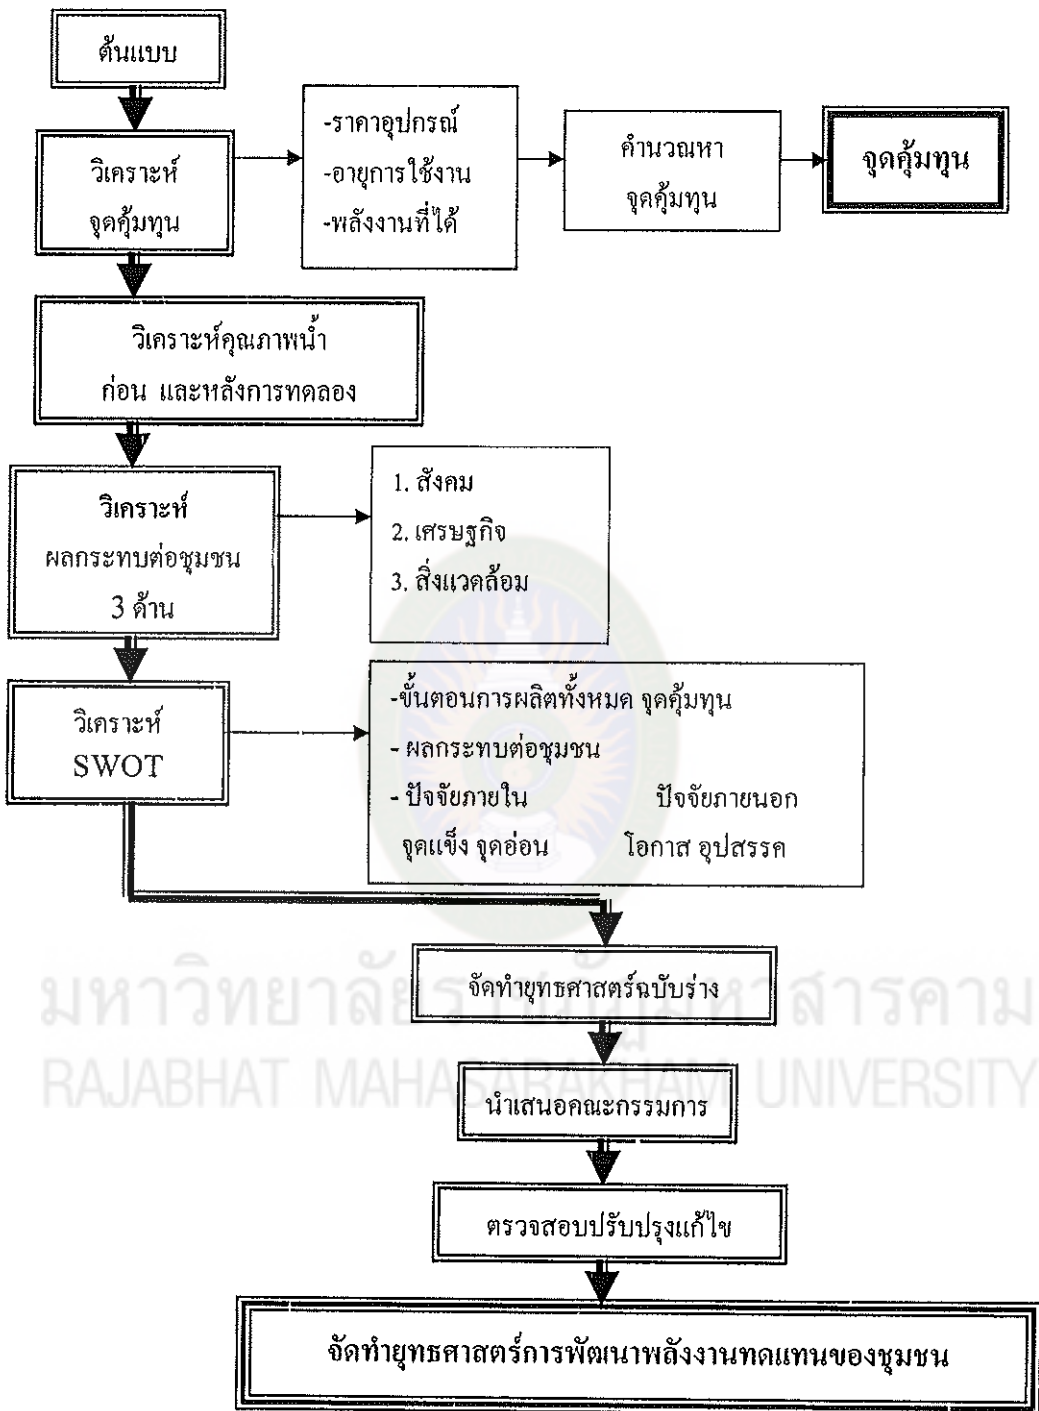 ต้นแบบ
วิเคราะห์
จุดคุ้มทุน
-ราคาอุปกรณ์
-อายุการใช้งาน
-พลังงานที่ได้
คำนวณหา
จุดคุ้มทุน
จุดคุ้มทุน
วิเคราะห์คุณภาพน้ำ
ก่อน และหลังการทดลอง
วิเคราะห์
ผลกระทบต่อชุมชน
3 ด้าน
1. สังคม
2. เศรษฐกิจ
3. สิ่งแวดล้อม
วิเคราะห์
SWOT
-ขั้นตอนการผลิตทั้งหมด จุดคุ้มทุน
- ผลกระทบต่อชุมชน
- ปัจจัยภายใน ปัจจัยภายนอก
จุดแข็ง จุดอ่อน โอกาส อุปสรรค
จัดทำยุทธศาสตร์ฉบับร่าง
มหาวิทยาลัยราชภัฏมหาสารคาม
RAJABHAT MAHASARAKHAM UNIVERSITY
นำเสนอคณะกรรมการ
ตรวจสอบปรับปรุงแก้ไข
จัดทำยุทธศาสตร์การพัฒนาพลังงานทดแทนของชุมชน